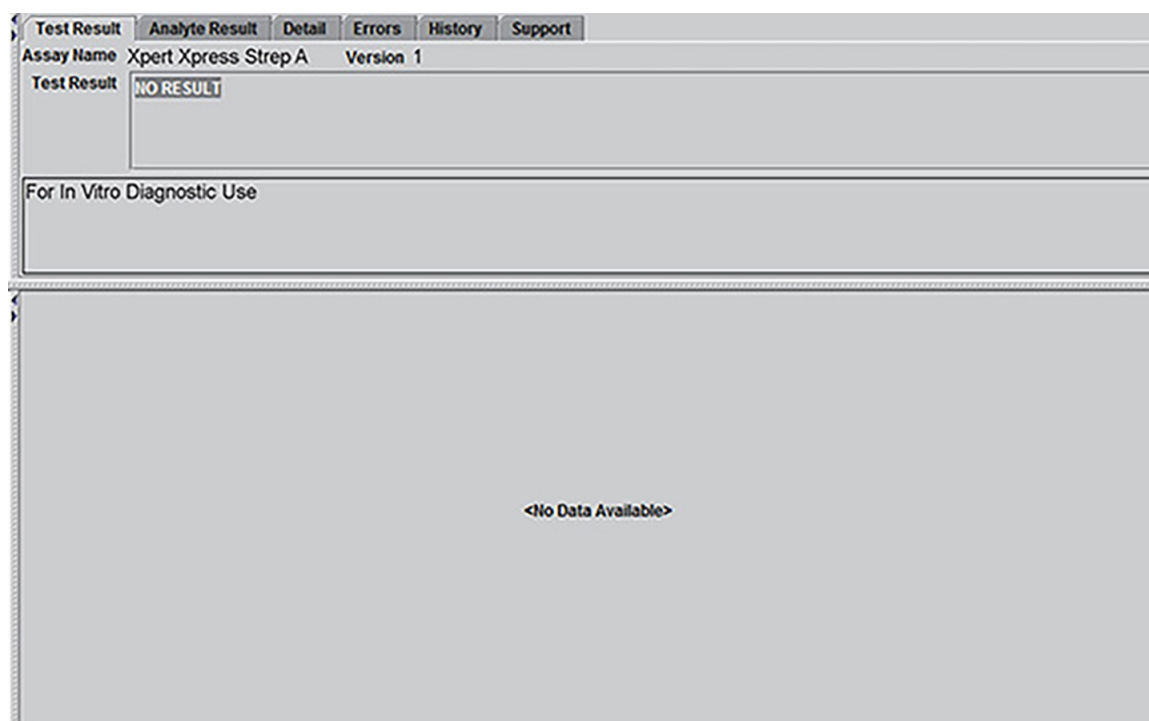 Test Result Analyte Result Detail Errors History Support
Assay Name Xpert Xpress Strep A Version 1
Test Result NO RESULT
For In Vitro Diagnostic Use
<No Data Available>